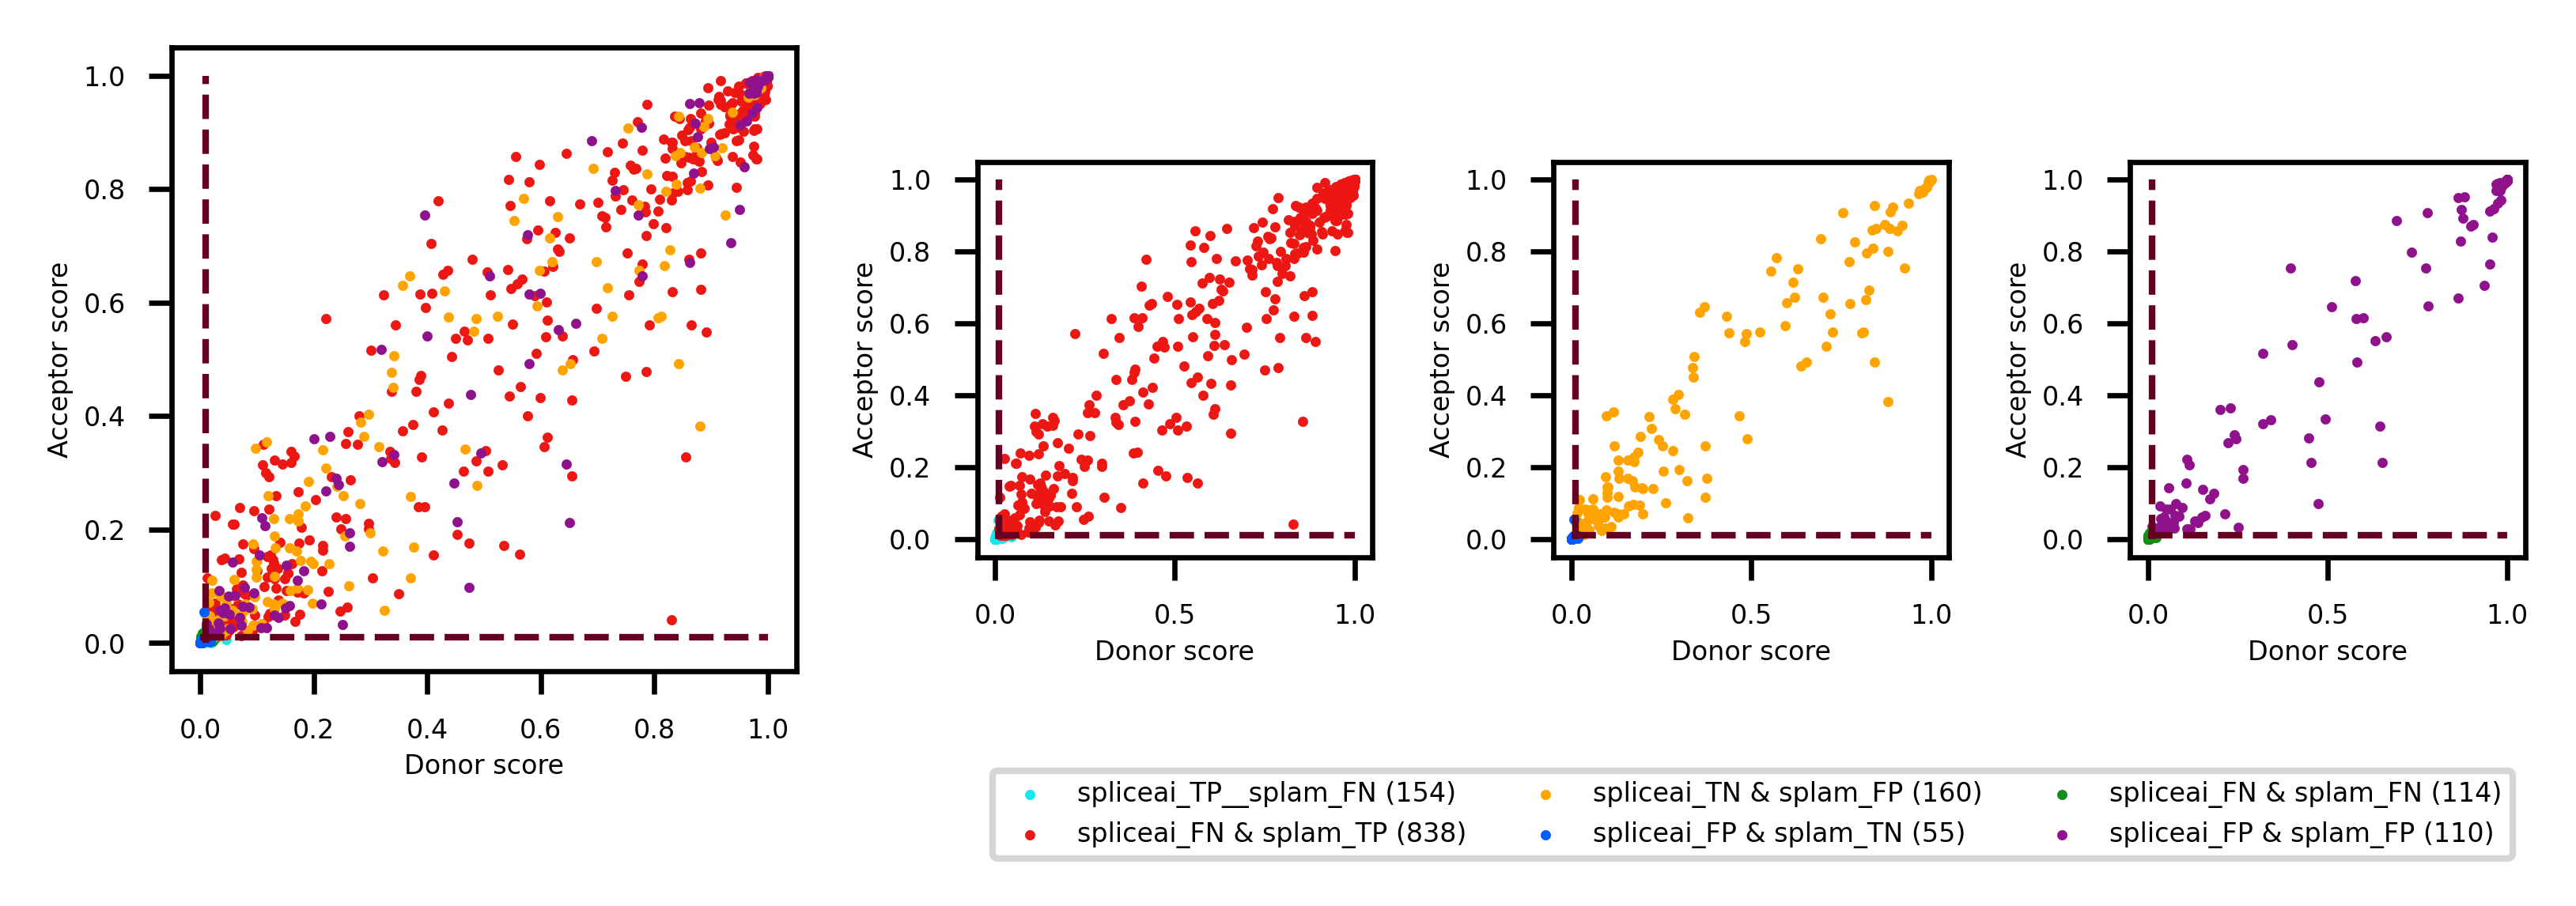 1.0
0.8
0.6
0.4
0.2
0.0
Acceptor score
0.0 0.2 0.4 0.6 0.8 1.0
Donor score
1.0
0.8
0.6
0.4
0.2
0.0
Acceptor score
0.0 0.5 1.0
Donor score
1.0
0.8
0.6
0.4
0.2
0.0
Acceptor score
0.0 0.5 1.0
Donor score
1.0
0.8
0.6
0.4
0.2
0.0
Acceptor score
0.0 0.5 1.0
Donor score
spliceai_TP__splam_FN (154)
spliceai_FN & splam_TP (838)
spliceai_TN & splam_FP (160)
spliceai_FP & splam_TN (55)
spliceai_FN & splam_FN (114)
spliceai_FP & splam_FP (110)